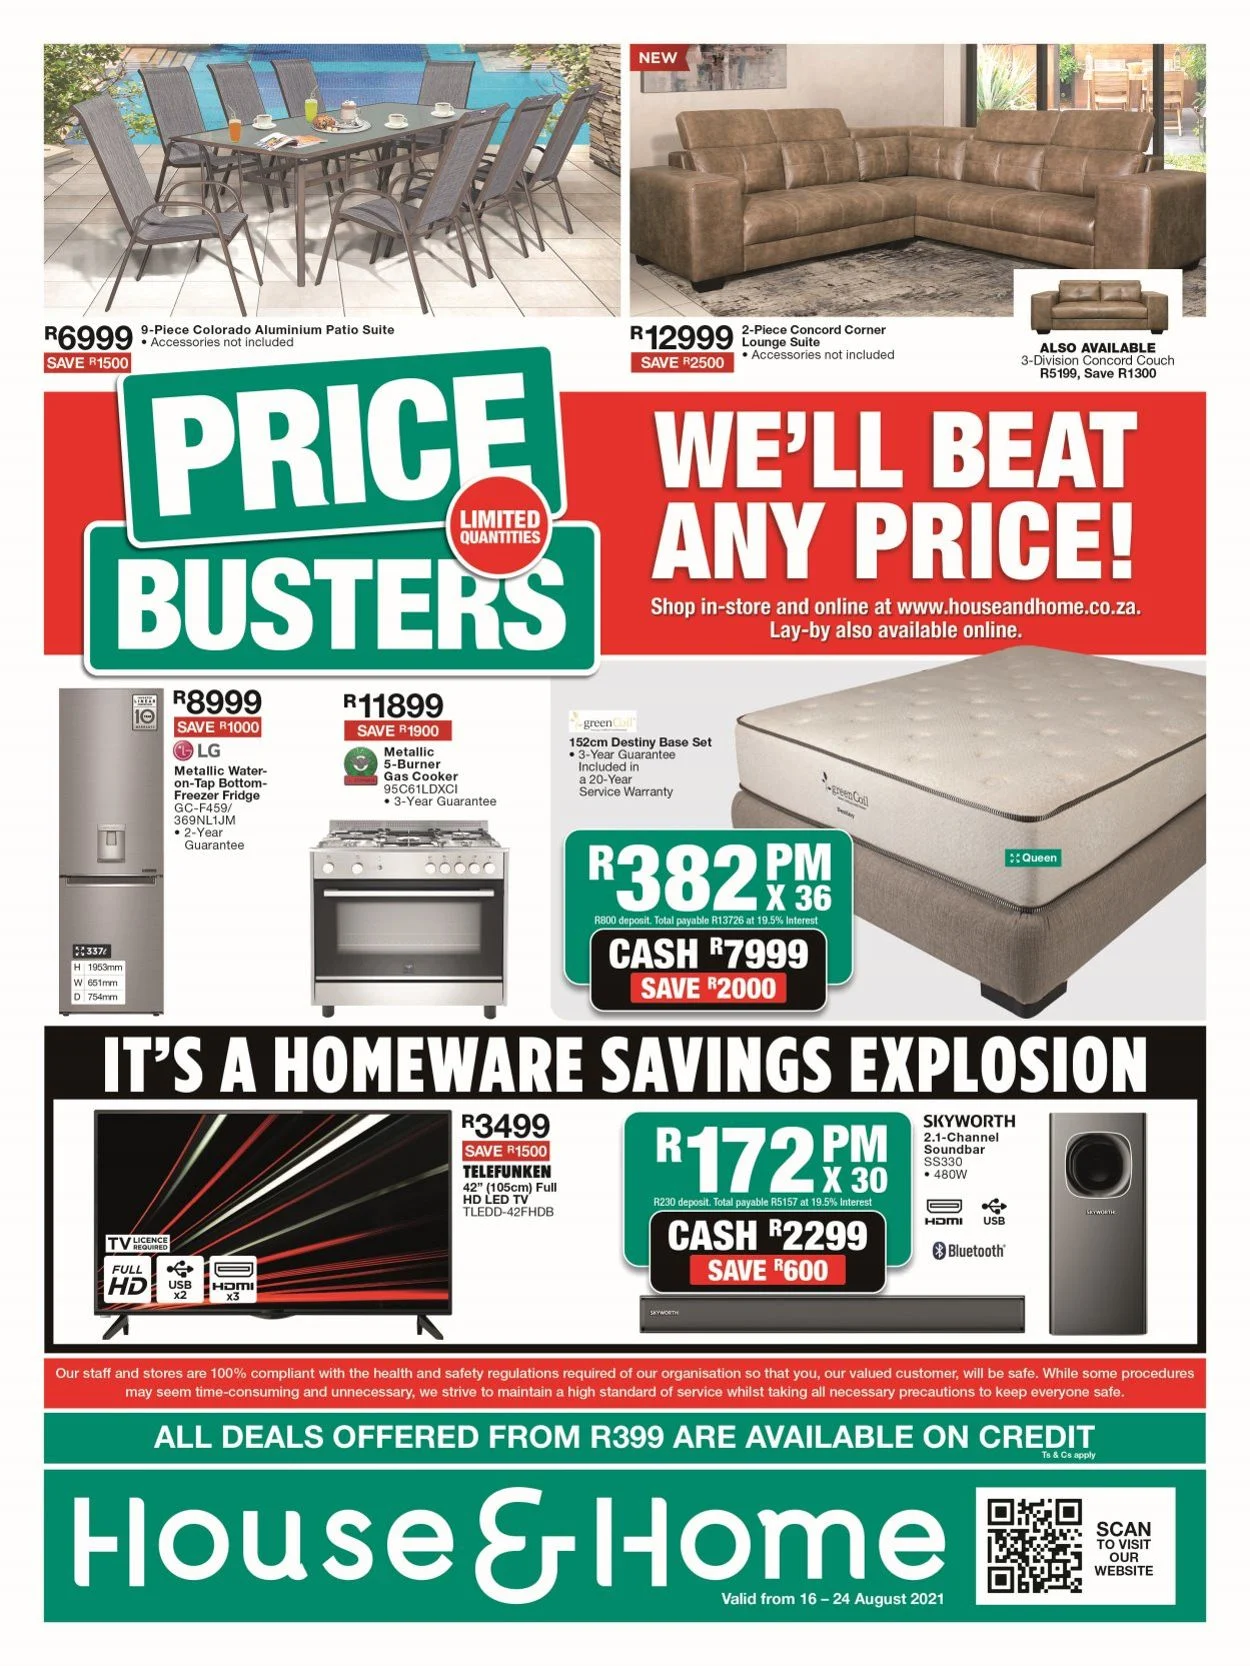 NEW
R6999
SAVE R1500
9-Piece Colorado Aluminium Patio Suite
• Accessories not included
R12999
SAVE R2500
2-Piece Concord Corner
Lounge Suite
• Accessories not included
ALSO AVAILABLE
3-Division Concord Couch
R5199, Save R1300
PRICE
BUSTERS
LIMITED
QUANTITIES
WE'LL BEAT
ANY PRICE!
Shop in-store and online at www.houseandhome.co.za.
Lay-by also available online.
R8999
SAVE R1000
LG
Metallic Water-
on-Tap Bottom-
Freezer Fridge
GC-F459/
369NL1JM
• 2-Year
Guarantee
10
337ℓ
H 1953mm
W 651mm
D 754mm
R11899
SAVE R1900
Metallic
5-Burner
Gas Cooker
95C61LDXCI
• 3-Year Guarantee
greenCoil
152cm Destiny Base Set
• 3-Year Guarantee
Included in
a 20-Year
Service Warranty
greenCoil
Destiny
Queen
R382 PM
X 36
R800 deposit. Total payable R13726 at 19.5% Interest
CASH R7999
SAVE R2000
IT'S A HOMEWARE SAVINGS EXPLOSION
R3499
SAVE R1500
TELEFUNKEN
42" (105cm) Full
HD LED TV
TLEDD-42FHDB
TV LICENCE
REQUIRED
FULL
HD
USB
x2
HDMI
x3
R172 PM
X 30
R230 deposit. Total payable R5157 at 19.5% Interest
CASH R2299
SAVE R600
SKYWORTH
2.1-Channel
Soundbar
SS330
• 480W
HDMI
USB
Bluetooth
SKYWORTH
SKYWORTH
Our staff and stores are 100% compliant with the health and safety regulations required of our organisation so that you, our valued customer, will be safe. While some procedures
may seem time-consuming and unnecessary, we strive to maintain a high standard of service whilst taking all necessary precautions to keep everyone safe.
ALL DEALS OFFERED FROM R399 ARE AVAILABLE ON CREDIT
Ts & Cs apply
House & Home
Valid from 16 – 24 August 2021
SCAN
TO VISIT
OUR
WEBSITE